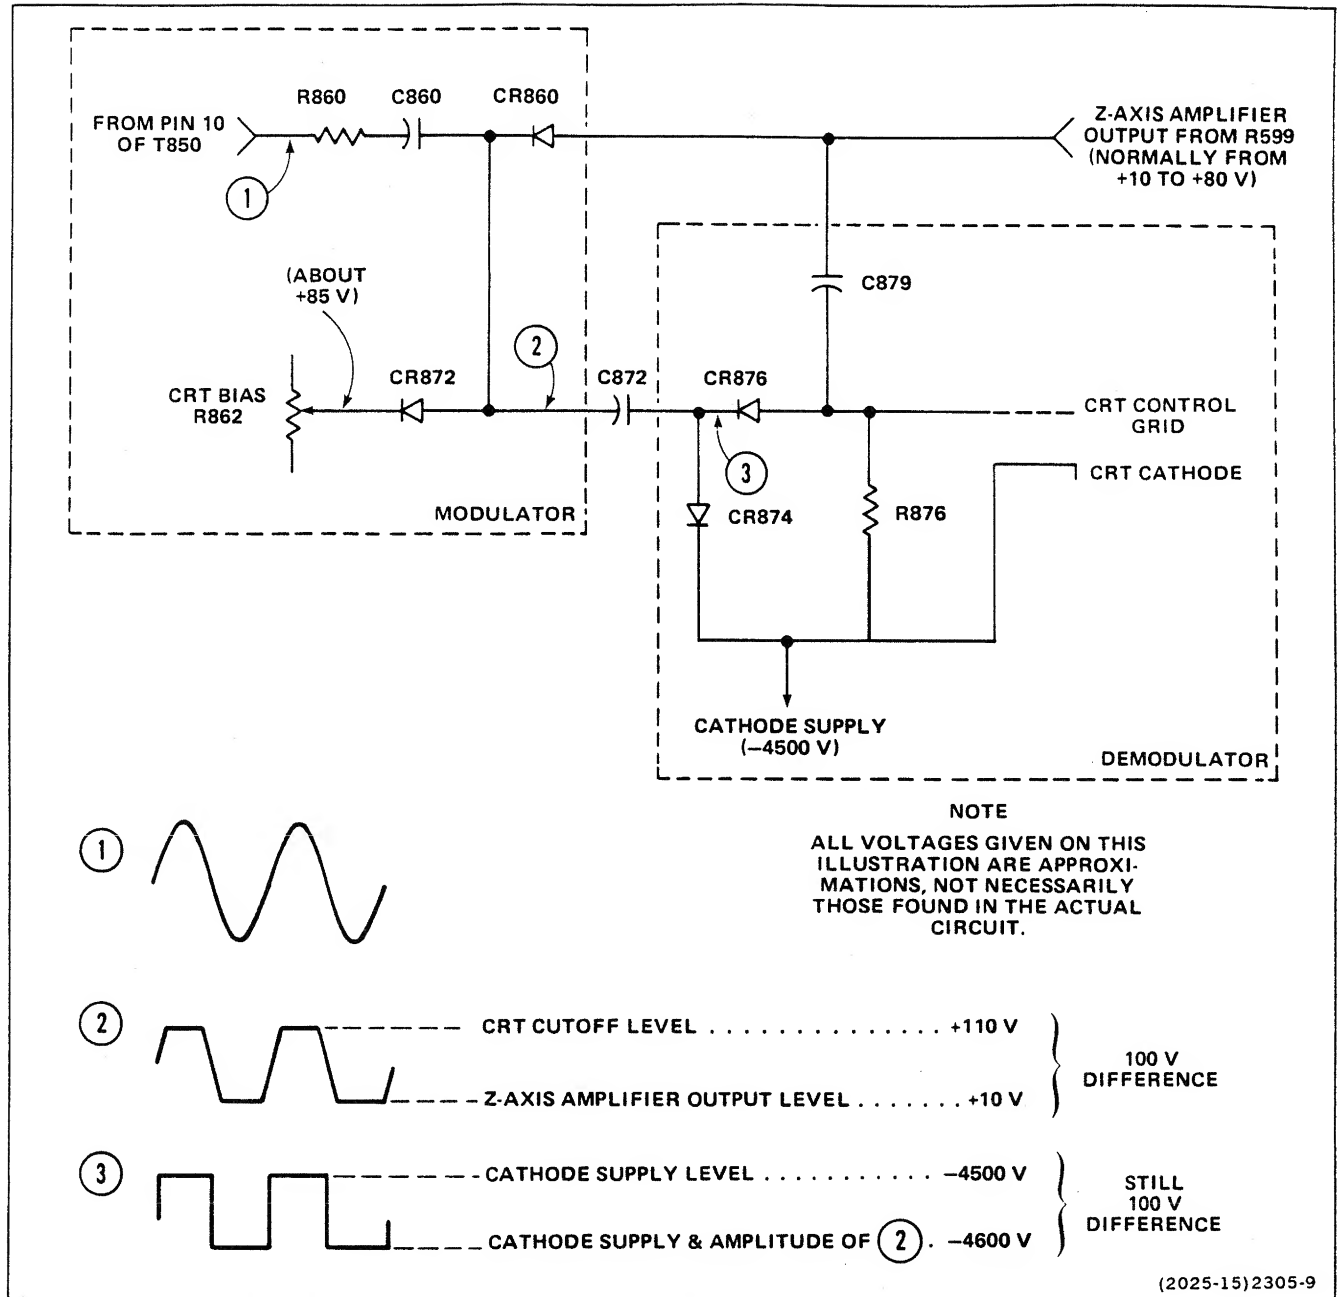 R860
C860
CR860
FROM PIN 10
OF T850
Z-AXIS AMPLIFIER
OUTPUT FROM R599
(NORMALLY FROM
+10 TO +80 V)
1
(ABOUT
+85 V)
C879
2
CR872
C872
CR876
CRT BIAS
R862
CRT CONTROL
GRID
3
CRT CATHODE
MODULATOR
CR874
R876
CATHODE SUPPLY
(–4500 V)
DEMODULATOR
NOTE
ALL VOLTAGES GIVEN ON THIS
ILLUSTRATION ARE APPROXI-
MATIONS, NOT NECESSARILY
THOSE FOUND IN THE ACTUAL
CIRCUIT.
1
2
CRT CUTOFF LEVEL . . . . . . . . . . . . . . +110 V
Z-AXIS AMPLIFIER OUTPUT LEVEL . . . . . . . +10 V
100 V
DIFFERENCE
3
CATHODE SUPPLY LEVEL . . . . . . . . . . . –4500 V
CATHODE SUPPLY & AMPLITUDE OF 2 . –4600 V
STILL
100 V
DIFFERENCE
(2025-15)2305-9